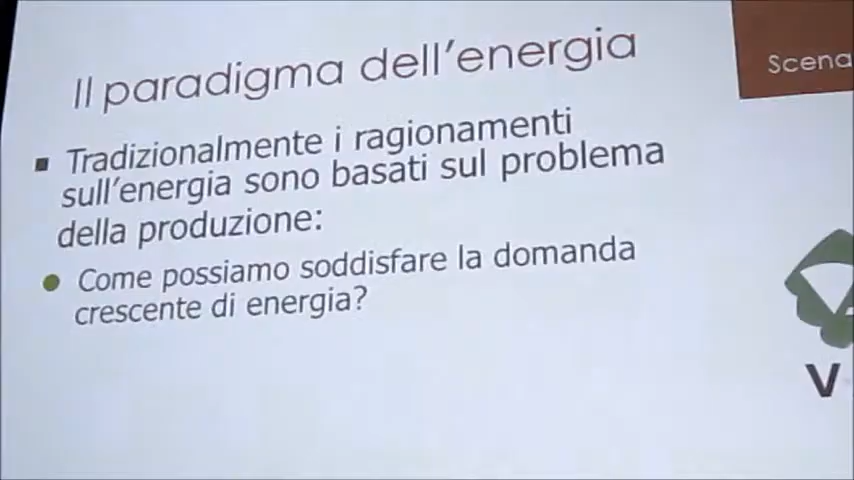 Il paradigma dell'energia
Scena
▪ Tradizionalmente i ragionamenti
sull'energia sono basati sul problema
della produzione:
● Come possiamo soddisfare la domanda
crescente di energia?
V